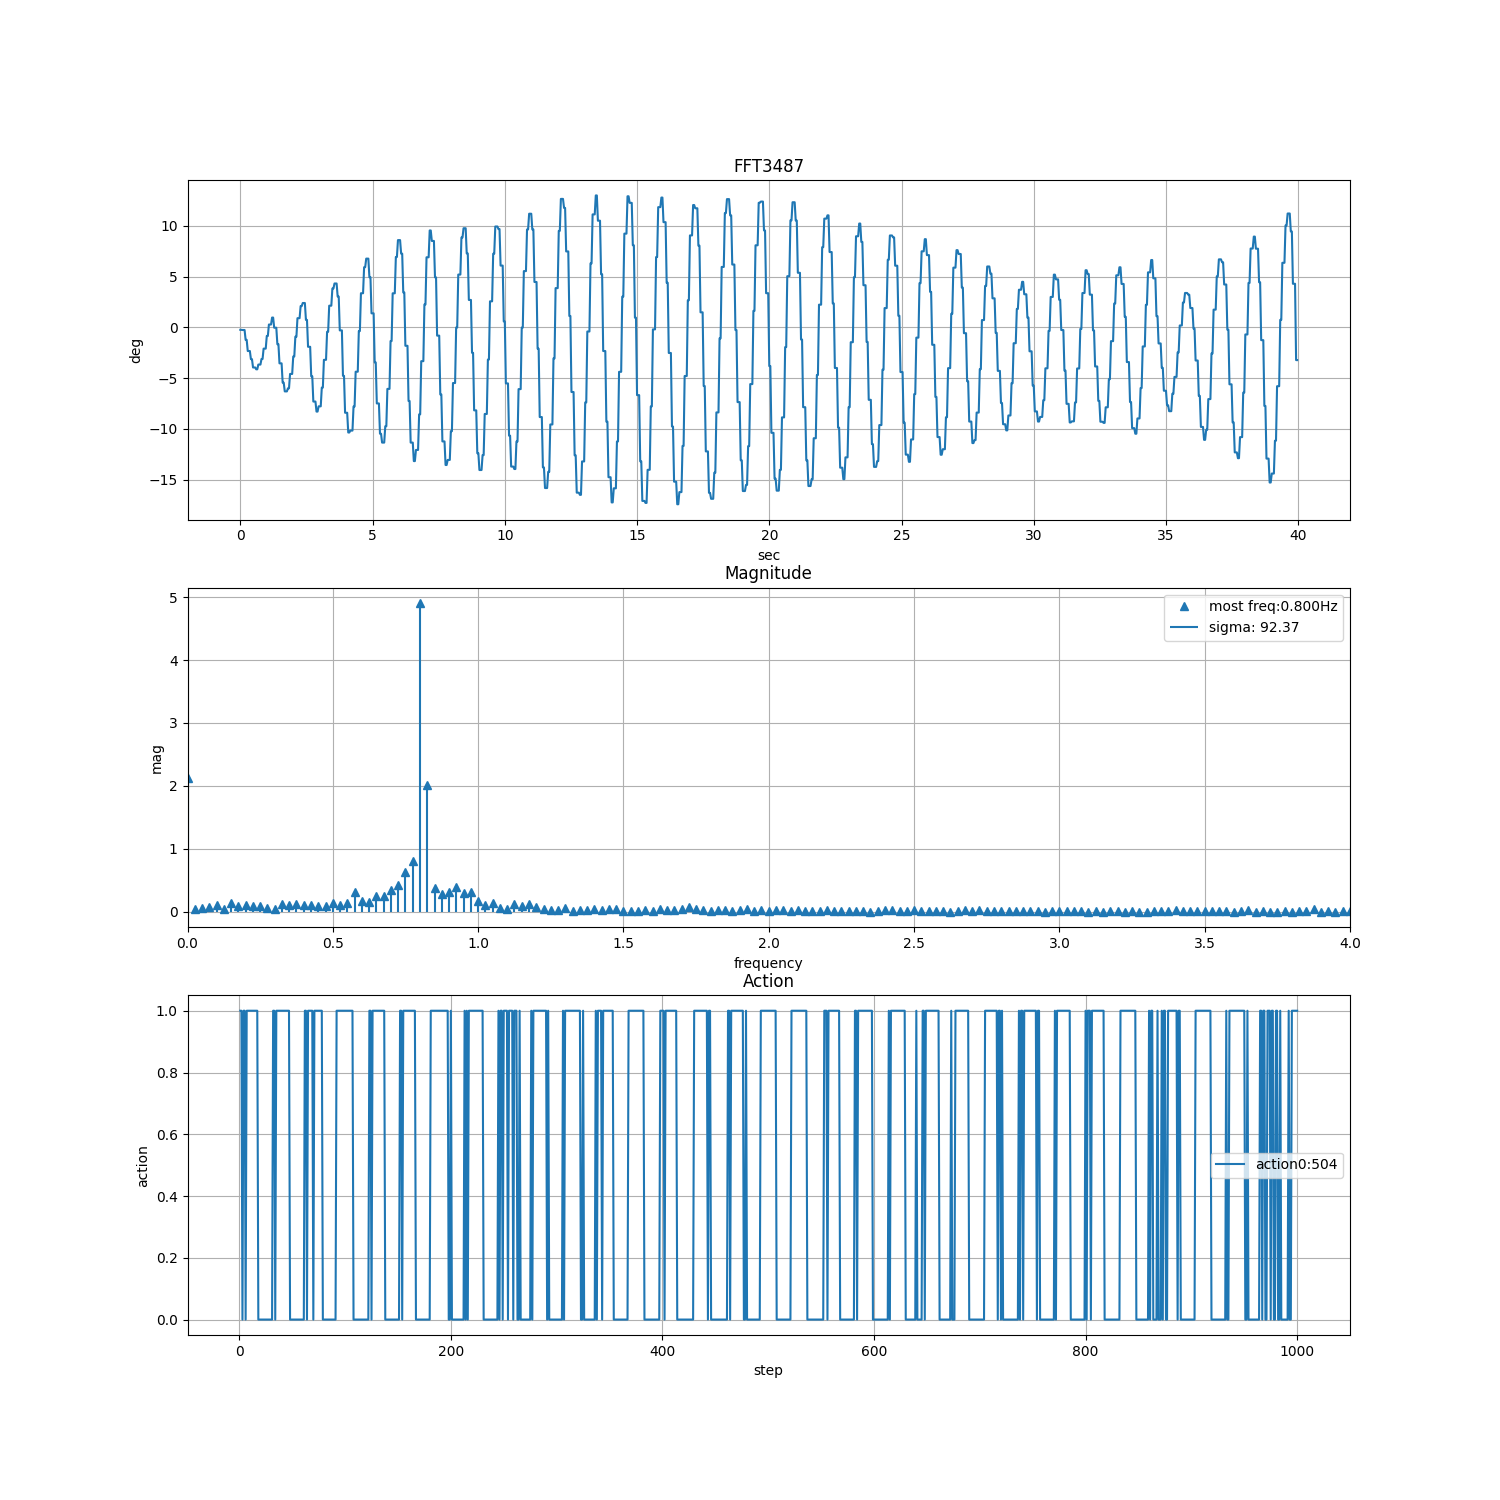 FFT3487
10
5
0
−5
−10
−15
deg
0 5 10 15 20 25 30 35 40
sec
Magnitude
5
4
3
2
1
0
mag
most freq:0.800Hz
sigma: 92.37
0.0 0.5 1.0 1.5 2.0 2.5 3.0 3.5 4.0
frequency
Action
1.0
0.8
0.6
0.4
0.2
0.0
action
action0:504
0 200 400 600 800 1000
step